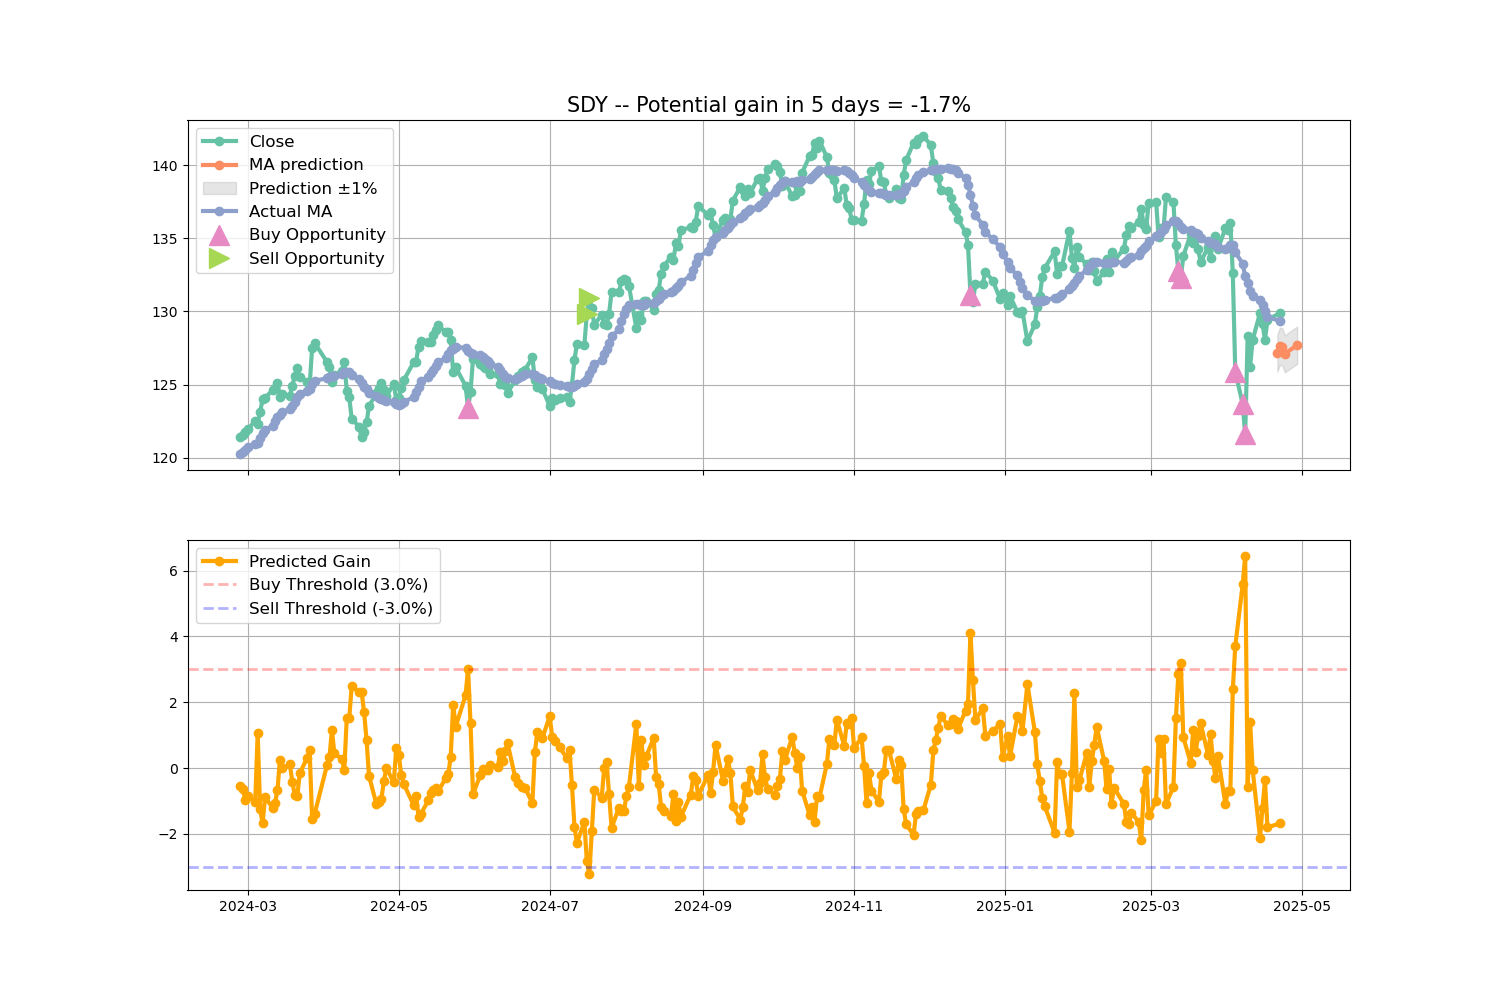 SDY -- Potential gain in 5 days = -1.7%
Close
MA prediction
Prediction ±1%
Actual MA
Buy Opportunity
Sell Opportunity
140
135
130
125
120
Predicted Gain
Buy Threshold (3.0%)
Sell Threshold (-3.0%)
6
4
2
0
−2
2024-03 2024-05 2024-07 2024-09 2024-11 2025-01 2025-03 2025-05